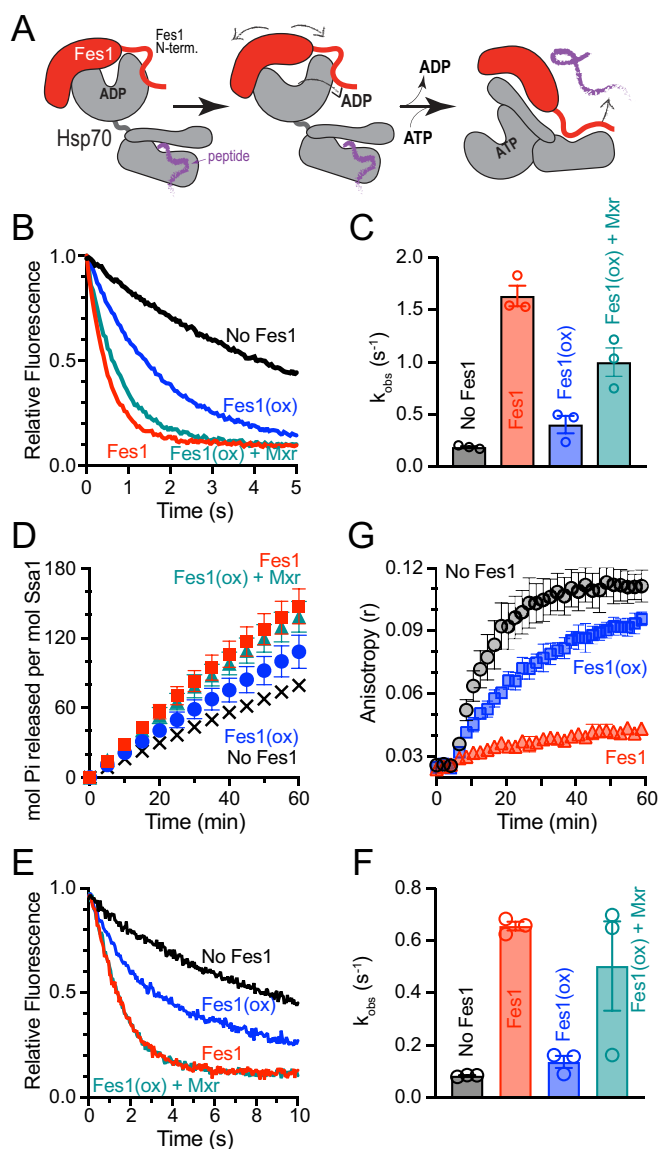 A
Fes1
Fes1
N-term.
ADP
Hsp70
peptide
ADP
ADP
ATP
ATP
B
Relative Fluorescence
1.0
0.5
0.0
0 1 2 3 4 5
Time (s)
No Fes1
Fes1(ox)
Fes1(ox) + Mxr
Fes1
C
kobs (s-1)
2.0
1.5
1.0
0.5
0.0
No Fes1
Fes1
Fes1(ox)
Fes1(ox) + Mxr
D
mol Pi released per mol Ssa1
180
120
60
0
0 20 40 60
Time (min)
Fes1
Fes1(ox) + Mxr
Fes1(ox)
No Fes1
G
Anisotropy (r)
0.12
0.09
0.06
0.03
0 20 40 60
Time (min)
No Fes1
Fes1(ox)
Fes1
E
Relative Fluorescence
1.0
0.5
0.0
0 2 4 6 8 10
Time (s)
No Fes1
Fes1(ox)
Fes1
Fes1(ox) + Mxr
F
kobs (s-1)
0.8
0.6
0.4
0.2
0.0
No Fes1
Fes1
Fes1(ox)
Fes1(ox) + Mxr